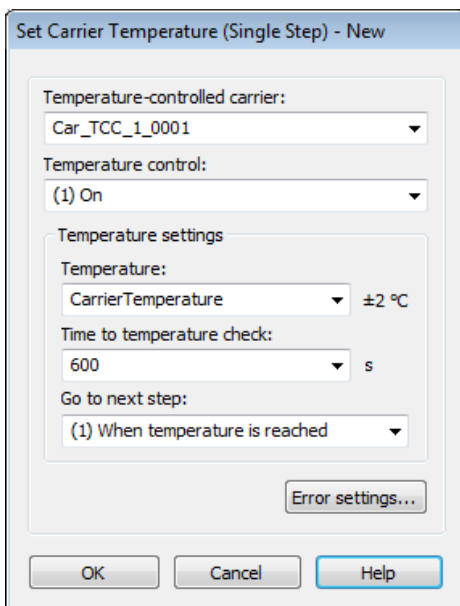 Set Carrier Temperature (Single Step) - New
Temperature-controlled carrier:
Car_TCC_1_0001
Temperature control:
(1) On
Temperature settings
Temperature:
CarrierTemperature ±2 °C
Time to temperature check:
600 s
Go to next step:
(1) When temperature is reached
Error settings...
OK Cancel Help